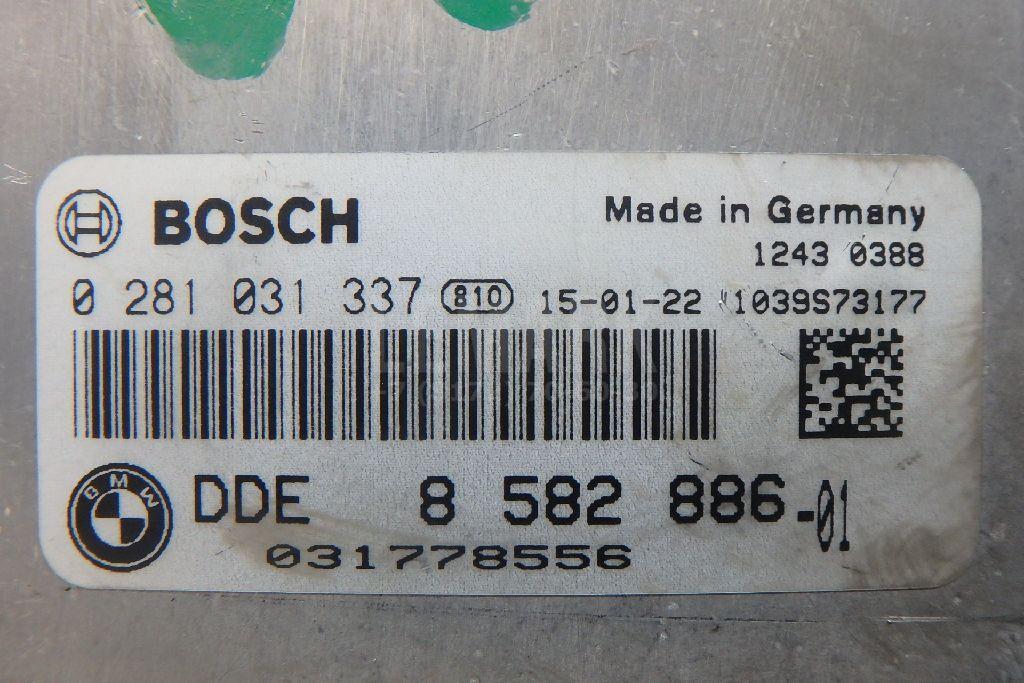 BOSCH
Made in Germany
1243 0388
0 281 031 337 810 15-01-22 1039S73177
BMW
DDE 8 582 886-01
031778556